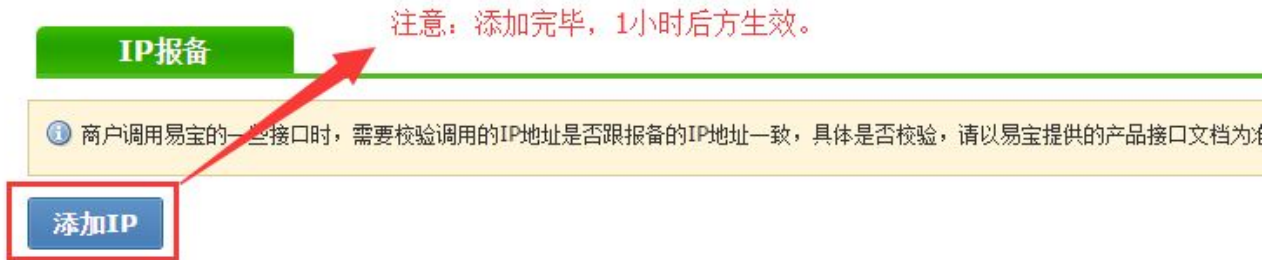 注意：添加完毕，1小时后方生效。
IP报备
商户调用易宝的一些接口时，需要校验调用的IP地址是否跟报备的IP地址一致，具体是否校验，请以易宝提供的产品接口文档为准
添加IP